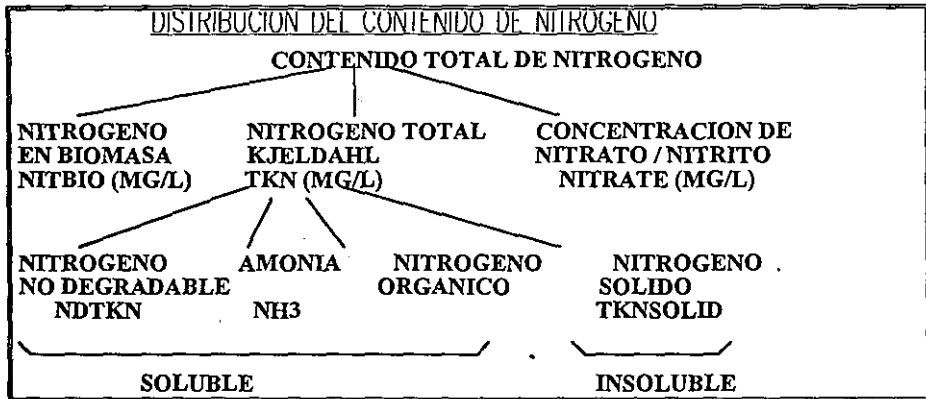 DISTRIBUCION DEL CONTENIDO DE NITROGENO
CONTENIDO TOTAL DE NITROGENO
NITROGENO
EN BIOMASA
NITBIO (MG/L)
NITROGENO TOTAL
KJELDAHL
TKN (MG/L)
CONCENTRACION DE
NITRATO / NITRITO
NITRATE (MG/L)
NITROGENO
NO DEGRADABLE
NDTKN
AMONIA
NH3
NITROGENO
ORGANICO
NITROGENO
SOLIDO
TKNSOLID
SOLUBLE
INSOLUBLE